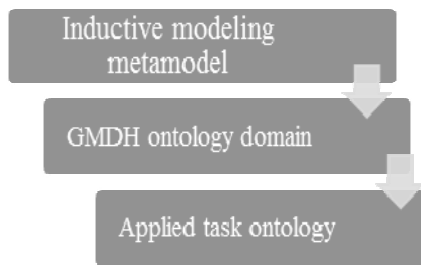 Inductive modeling
metamodel
GMDH ontology domain
Applied task ontology